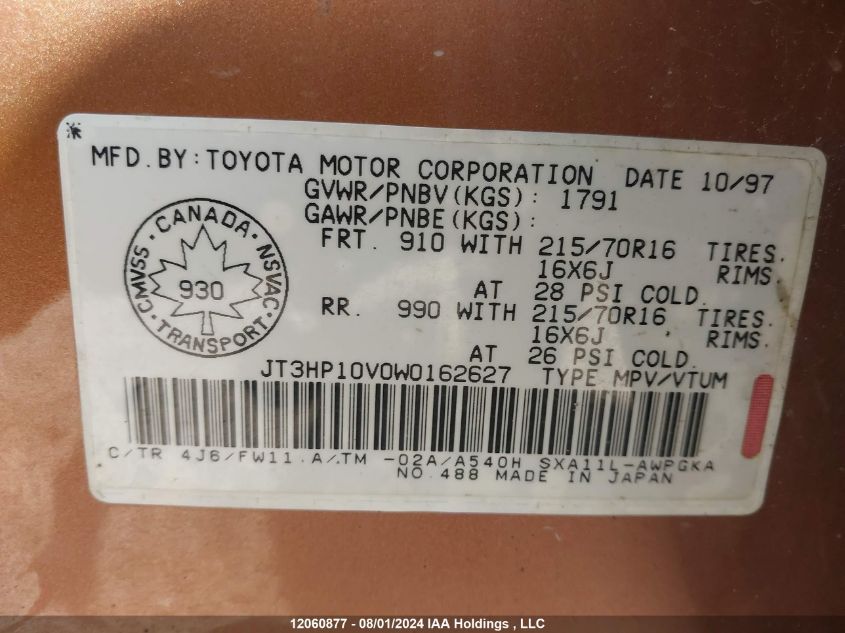 MFD. BY: TOYOTA MOTOR CORPORATION DATE 10/97
GVWR/PNBV(KGS): 1791
GAWR/PNBE(KGS):
FRT. 910 WITH 215/70R16 TIRES.
16X6J RIMS
AT 28 PSI COLD.
RR. 990 WITH 215/70R16 TIRES.
16X6J RIMS.
AT 26 PSI COLD.
CANADA · NSVAC · TRANSPORT · CMVSS ·
930
JT3HP10V0W0162627 TYPE MPV/VTUM
C/TR 4J6/FW11 A/TM -02A/A540H SXA11L-AWPGKA
NO.488 MADE IN JAPAN
12060877 - 08/01/2024 IAA Holdings , LLC